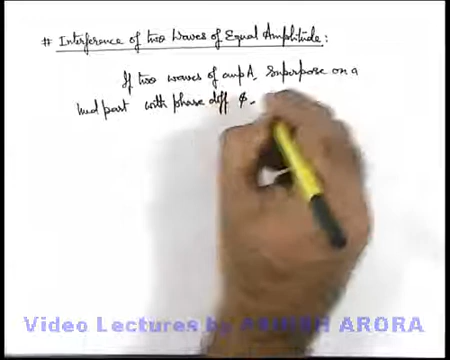 # Interference of two Waves of Equal Amplitude :
If two waves of amp A, Superpose on a
med part with phase diff ϕ,
Video Lectures by ASHISH ARORA